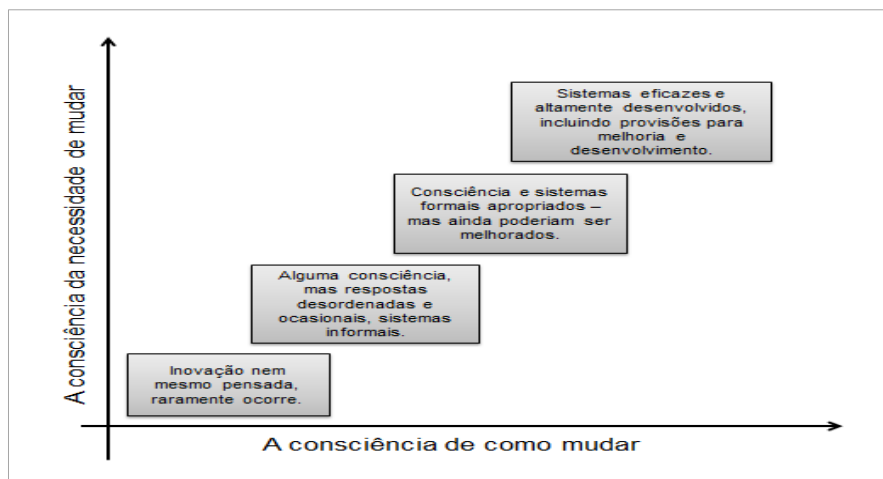 A consciência da necessidade de mudar
Sistemas eficazes e
altamente desenvolvidos,
incluindo provisões para
melhoria e
desenvolvimento.
Consciência e sistemas
formais apropriados –
mas ainda poderiam ser
melhorados.
Alguma consciência,
mas respostas
desordenadas e
ocasionais, sistemas
informais.
Inovação nem
mesmo pensada,
raramente ocorre.
A consciência de como mudar